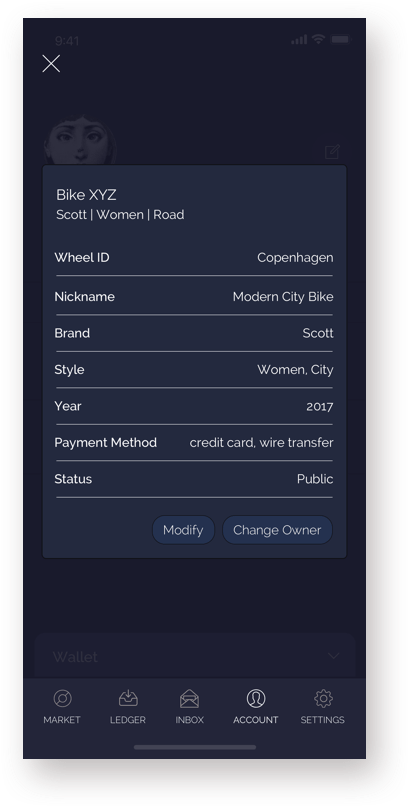 9:41
Bike XYZ
Scott | Women | Road
Wheel ID Copenhagen
Nickname Modern City Bike
Brand Scott
Style Women, City
Year 2017
Payment Method credit card, wire transfer
Status Public
Modify Change Owner
Wallet
MARKET LEDGER INBOX ACCOUNT SETTINGS